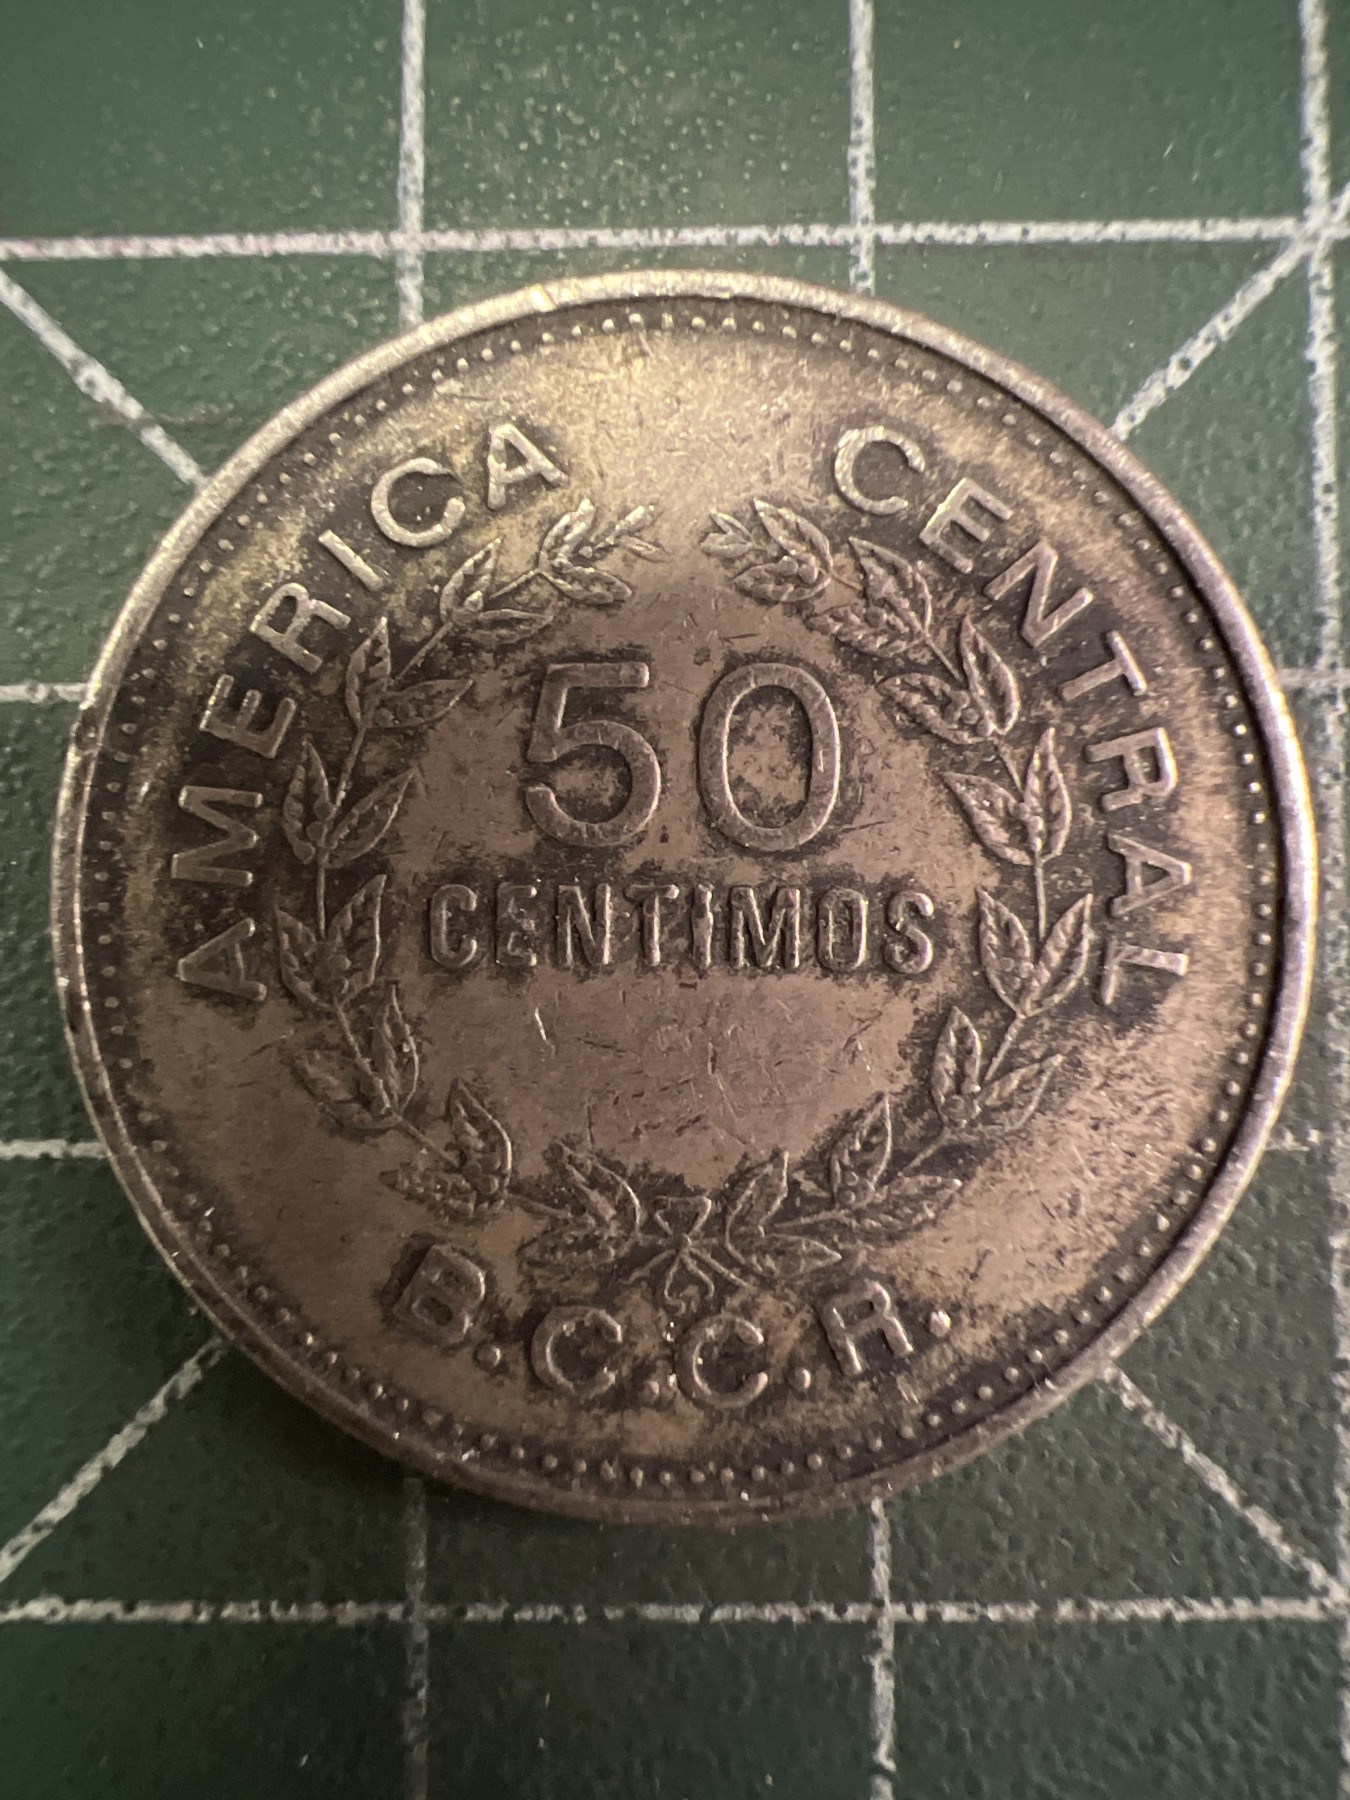 AMERICA CENTRAL
50
CENTIMOS
B.C.C.R.